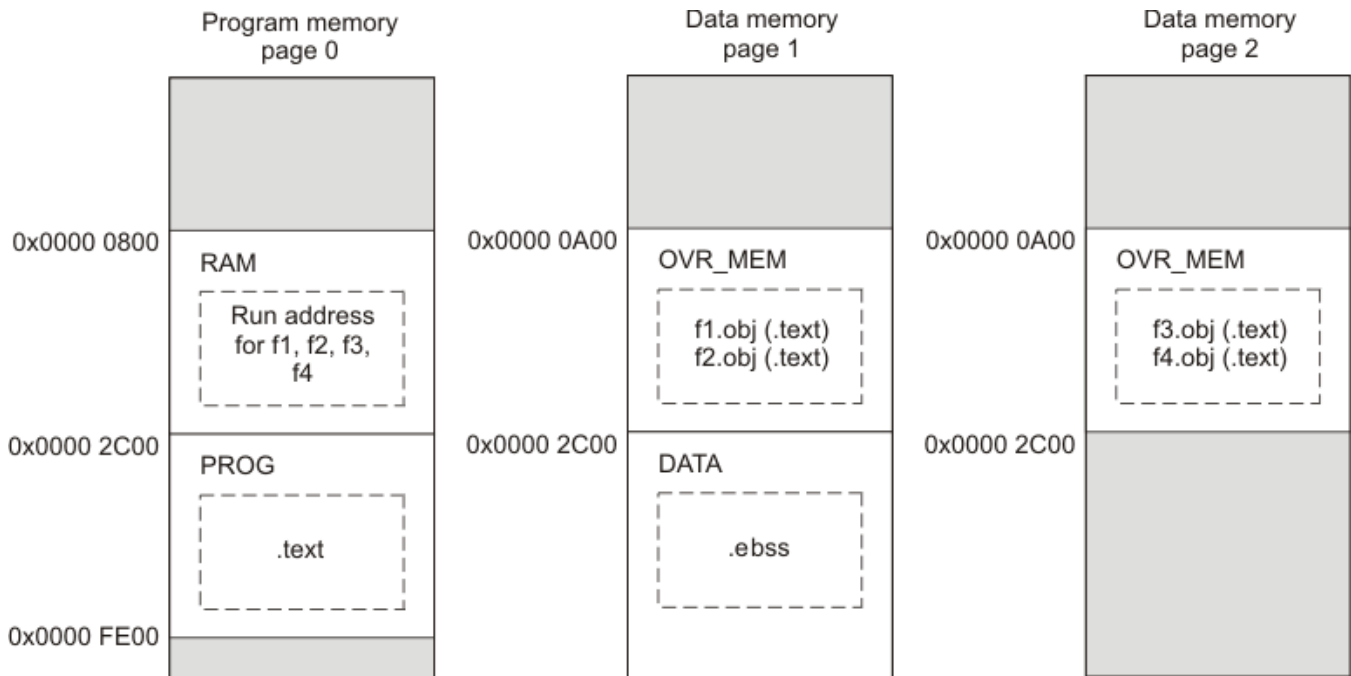 Program memory
page 0
0x0000 0800
RAM
Run address
for f1, f2, f3,
f4
0x0000 2C00
PROG
.text
0x0000 FE00
Data memory
page 1
0x0000 0A00
OVR_MEM
f1.obj (.text)
f2.obj (.text)
0x0000 2C00
DATA
.ebss
Data memory
page 2
0x0000 0A00
OVR_MEM
f3.obj (.text)
f4.obj (.text)
0x0000 2C00